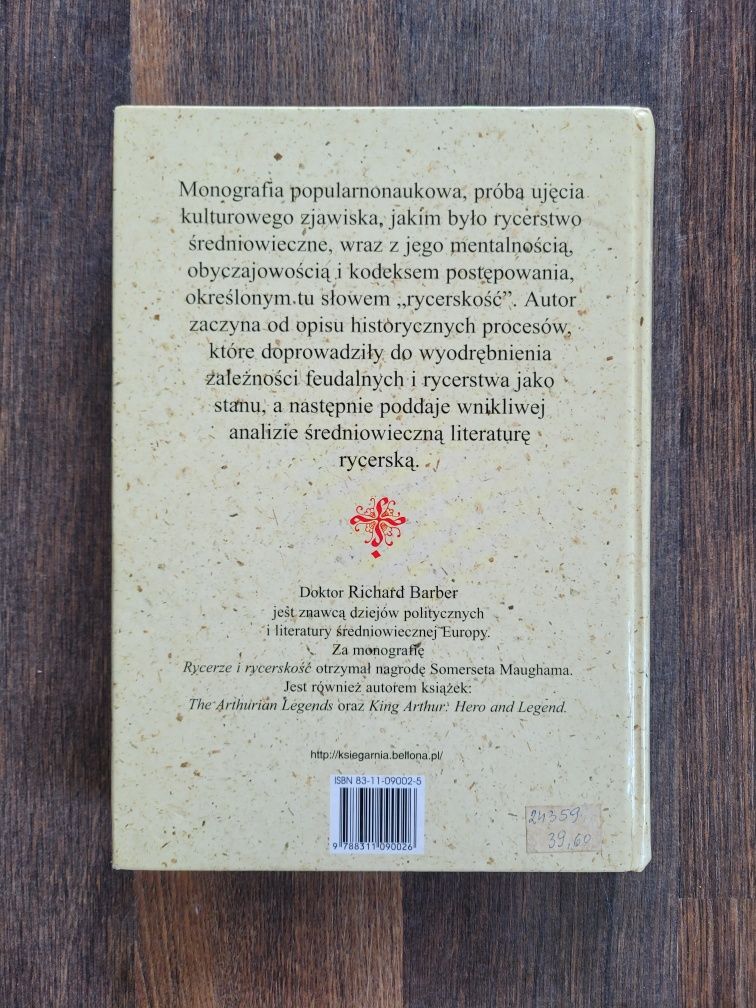 Monografia popularnonaukowa, próba ujęcia
kulturowego zjawiska, jakim było rycerstwo
średniowieczne, wraz z jego mentalnością,
obyczajowością i kodeksem postępowania,
określonym tu słowem „rycerskość”. Autor
zaczyna od opisu historycznych procesów,
które doprowadziły do wyodrębnienia
zależności feudalnych i rycerstwa jako
stanu, a następnie poddaje wnikliwej
analizie średniowieczną literaturę
rycerską.
Doktor Richard Barber
jest znawcą dziejów politycznych
i literatury średniowiecznej Europy.
Za monografię
Rycerze i rycerskość otrzymał nagrodę Somerseta Maughama.
Jest również autorem książek:
The Arthurian Legends oraz King Arthur: Hero and Legend.
http://ksiegarnia.bellona.pl/
ISBN 83-11-09002-5
9 788311 090026
24359
39,60